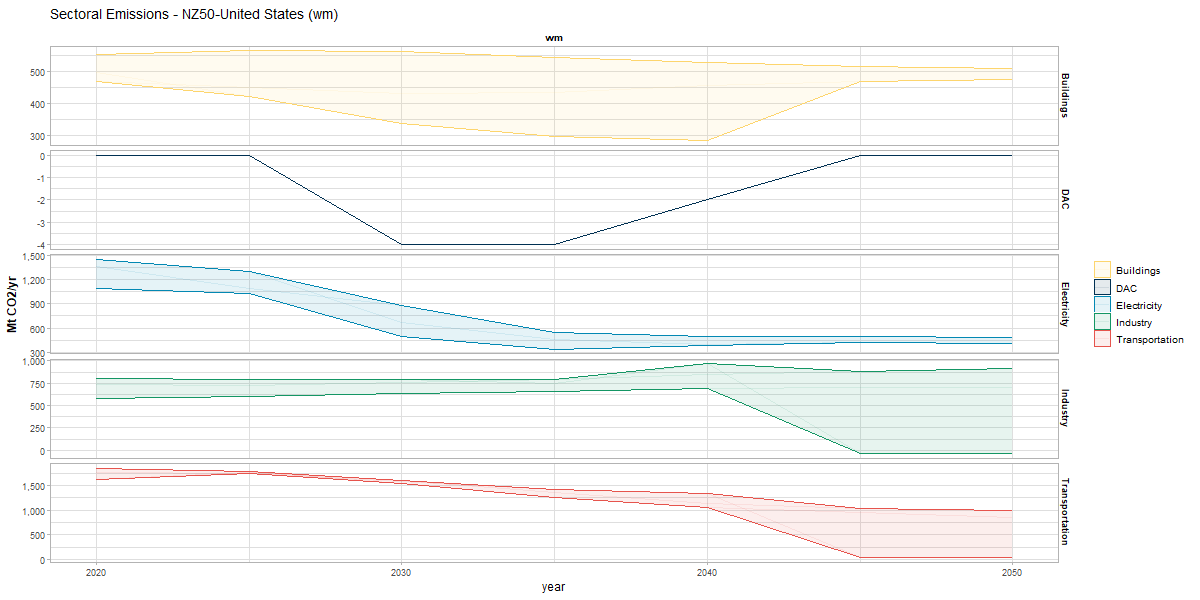 Sectoral Emissions - NZ50-United States (wm)
wm
500
400
300
Buildings
0
-1
-2
-3
-4
DAC
1,500
1,200
900
600
300
Electricity
1,000
750
500
250
0
Industry
1,500
1,000
500
0
Transportation
Mt CO2/yr
2020
2030
2040
2050
year
Buildings
DAC
Electricity
Industry
Transportation